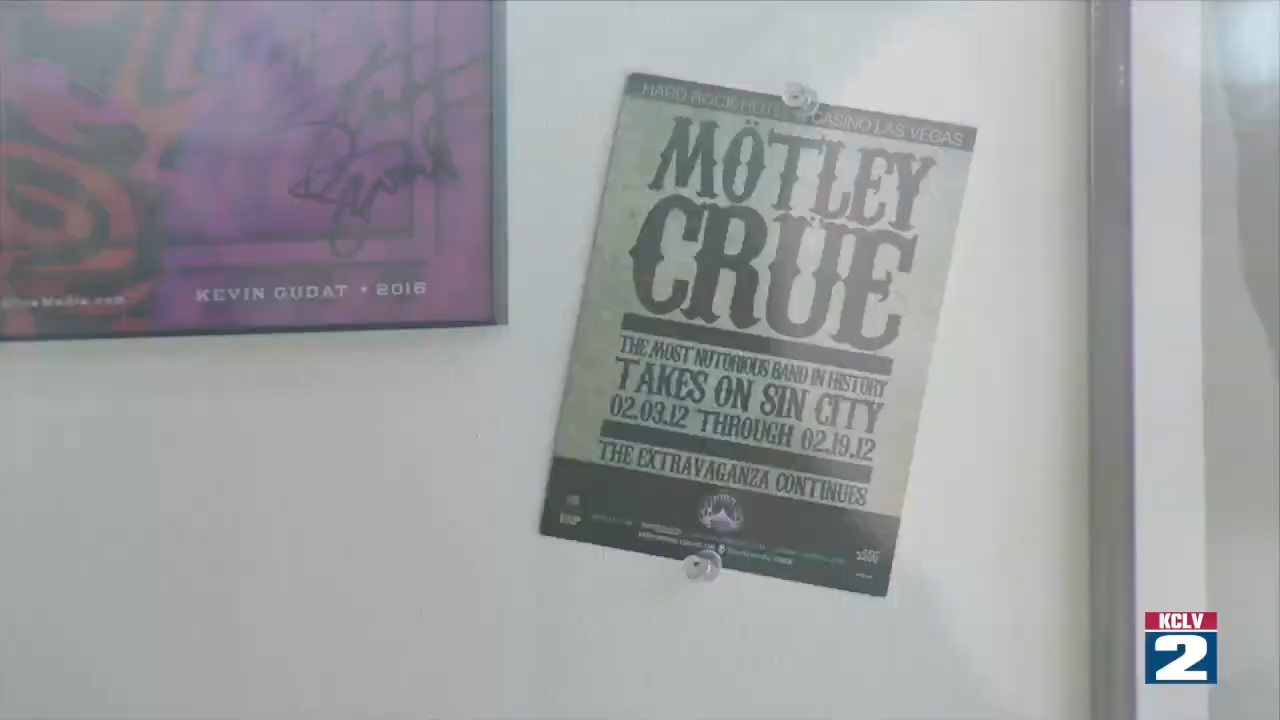 KEVIN GUDAT • 2016
HARD ROCK HOTEL & CASINO LAS VEGAS
MÖTLEY
CRÜE
THE MOST NOTORIOUS BAND IN HISTORY
TAKES ON SIN CITY
02.03.12 THROUGH 02.19.12
THE EXTRAVAGANZA CONTINUES
KCLV
2